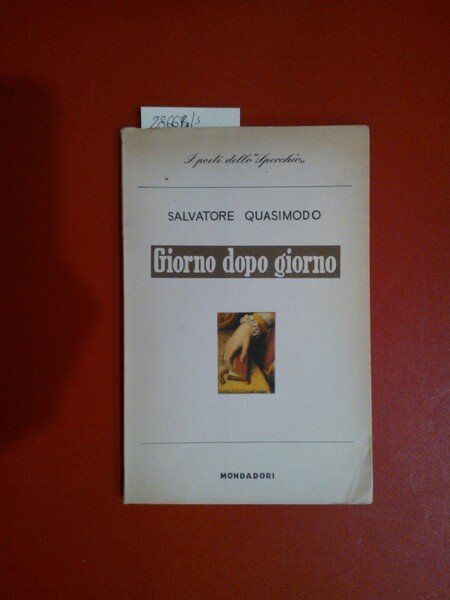 I poeti dello "Specchio„
SALVATORE QUASIMODO
Giorno dopo giorno
MONDADORI